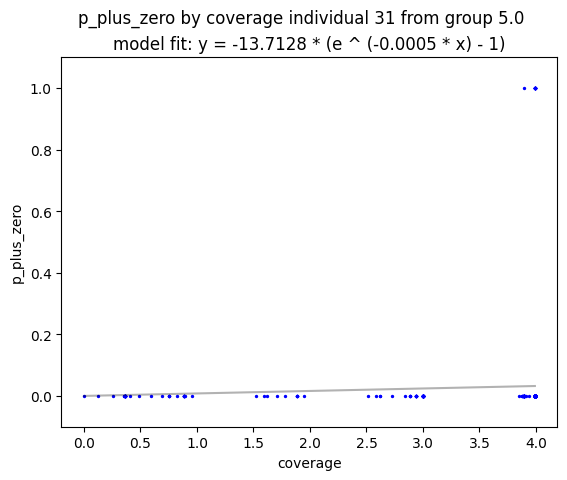 p_plus_zero by coverage individual 31 from group 5.0
model fit: y = -13.7128 * (e ^ (-0.0005 * x) - 1)
1.0
0.8
0.6
0.4
0.2
0.0
p_plus_zero
0.0 0.5 1.0 1.5 2.0 2.5 3.0 3.5 4.0
coverage